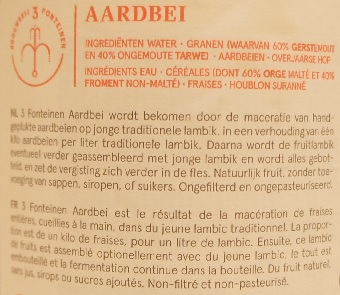 BROUWERIJ 3 FONTEINEN
AARDBEI
INGREDIËNTEN WATER - GRANEN (WAARVAN 60% GERSTEMOUT
EN 40% ONGEMOUTE TARWE) - AARDBEIEN - OVERJAARSE HOP
INGRÉDIENTS EAU - CÉRÉALES (DONT 60% ORGE MALTÉ ET 40%
FROMENT NON-MALTÉ) - FRAISES - HOUBLON SURANNÉ
NL 3 Fonteinen Aardbei wordt bekomen door de maceratie van hand-
geplukte aardbeien op jonge traditionele lambik, in een verhouding van één
kilo aardbeien per liter traditionele lambik. Daarna wordt de fruitlambik
eventueel verder geassembleerd met jonge lambik en wordt alles gebot-
teld, en zet de vergisting zich verder in de fles. Natuurlijk fruit, zonder toe-
voeging van sappen, siropen, of suikers. Ongefilterd en ongepasteuriseerd.
FR 3 Fonteinen Aardbei est le résultat de la macération de fraises
entières, cueillies à la main, dans du jeune lambic traditionnel. La propor-
tion est de un kilo de fraises, pour un litre de lambic. Ensuite, ce lambic
de fruits est assemblé optionellement avec du jeune lambic, le tout est
embouteillé et la fermentation continue dans la bouteille. Du fruit naturel,
sans jus, sirops ou sucres ajoutés. Non-filtré et non-pasteurisé.